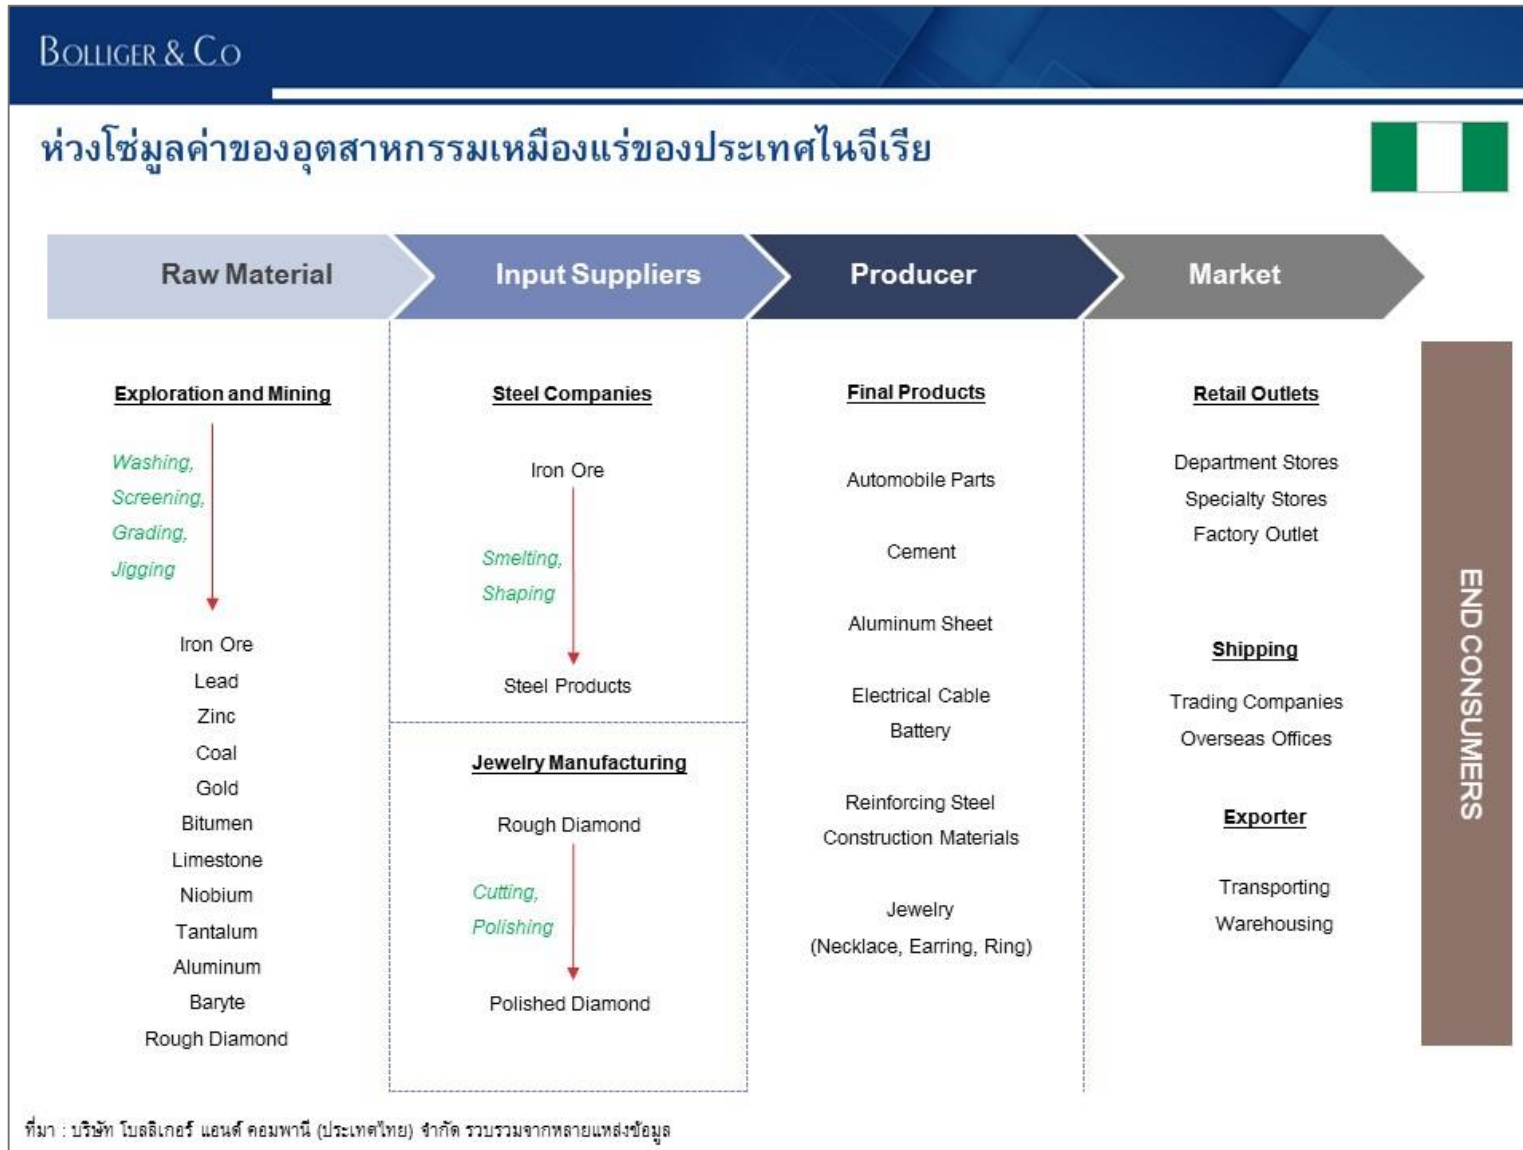 BOLLIGER & CO
ห่วงโซ่มูลค่าของอุตสาหกรรมเหมืองแร่ของประเทศไนจีเรีย
Raw Material
Input Suppliers
Producer
Market
Exploration and Mining
Washing,
Screening,
Grading,
Jigging
Iron Ore
Lead
Zinc
Coal
Gold
Bitumen
Limestone
Niobium
Tantalum
Aluminum
Baryte
Rough Diamond
Steel Companies
Iron Ore
Smelting,
Shaping
Steel Products
Jewelry Manufacturing
Rough Diamond
Cutting,
Polishing
Polished Diamond
Final Products
Automobile Parts
Cement
Aluminum Sheet
Electrical Cable
Battery
Reinforcing Steel
Construction Materials
Jewelry
(Necklace, Earring, Ring)
Retail Outlets
Department Stores
Specialty Stores
Factory Outlet
Shipping
Trading Companies
Overseas Offices
Exporter
Transporting
Warehousing
END CONSUMERS
ที่มา : บริษัท โบลลิเกอร์ แอนด์ คอมพานี (ประเทศไทย) จำกัด รวบรวมจากหลายแหล่งข้อมูล